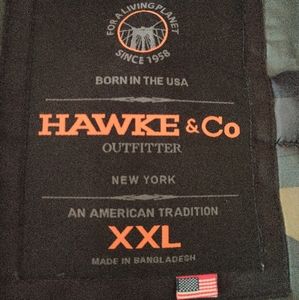 FOR A LIVING PLANET
SINCE 1958
BORN IN THE USA
HAWKE & Co
OUTFITTER
NEW YORK
AN AMERICAN TRADITION
XXL
MADE IN BANGLADESH